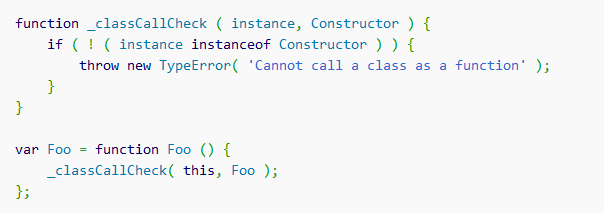 function _classCallCheck ( instance, Constructor ) {
    if ( ! ( instance instanceof Constructor ) ) {
        throw new TypeError( 'Cannot call a class as a function' );
    }
}

var Foo = function Foo () {
    _classCallCheck( this, Foo );
};